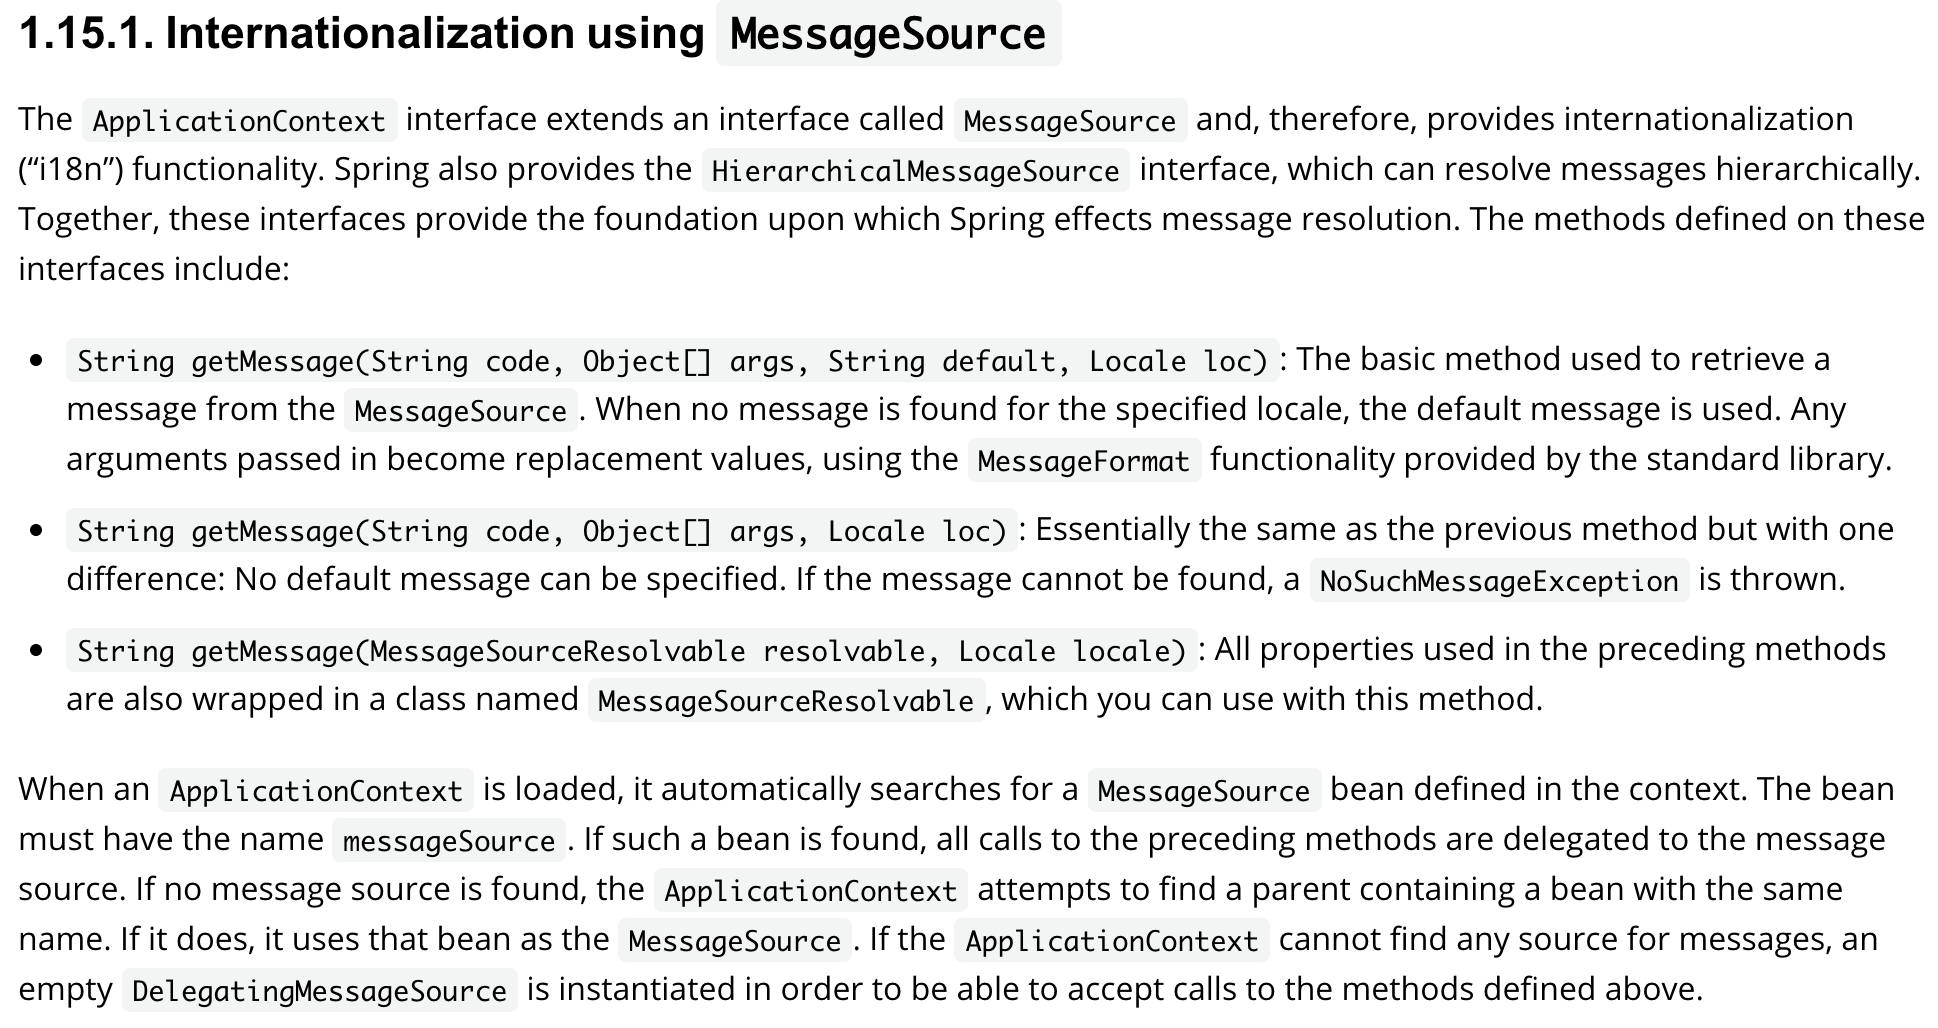 1.15.1. Internationalization using MessageSource
The ApplicationContext interface extends an interface called MessageSource and, therefore, provides internationalization
(“i18n”) functionality. Spring also provides the HierarchicalMessageSource interface, which can resolve messages hierarchically.
Together, these interfaces provide the foundation upon which Spring effects message resolution. The methods defined on these
interfaces include:
• String getMessage(String code, Object[] args, String default, Locale loc): The basic method used to retrieve a
message from the MessageSource. When no message is found for the specified locale, the default message is used. Any
arguments passed in become replacement values, using the MessageFormat functionality provided by the standard library.
• String getMessage(String code, Object[] args, Locale loc): Essentially the same as the previous method but with one
difference: No default message can be specified. If the message cannot be found, a NoSuchMessageException is thrown.
• String getMessage(MessageSourceResolvable resolvable, Locale locale): All properties used in the preceding methods
are also wrapped in a class named MessageSourceResolvable, which you can use with this method.
When an ApplicationContext is loaded, it automatically searches for a MessageSource bean defined in the context. The bean
must have the name messageSource. If such a bean is found, all calls to the preceding methods are delegated to the message
source. If no message source is found, the ApplicationContext attempts to find a parent containing a bean with the same
name. If it does, it uses that bean as the MessageSource. If the ApplicationContext cannot find any source for messages, an
empty DelegatingMessageSource is instantiated in order to be able to accept calls to the methods defined above.